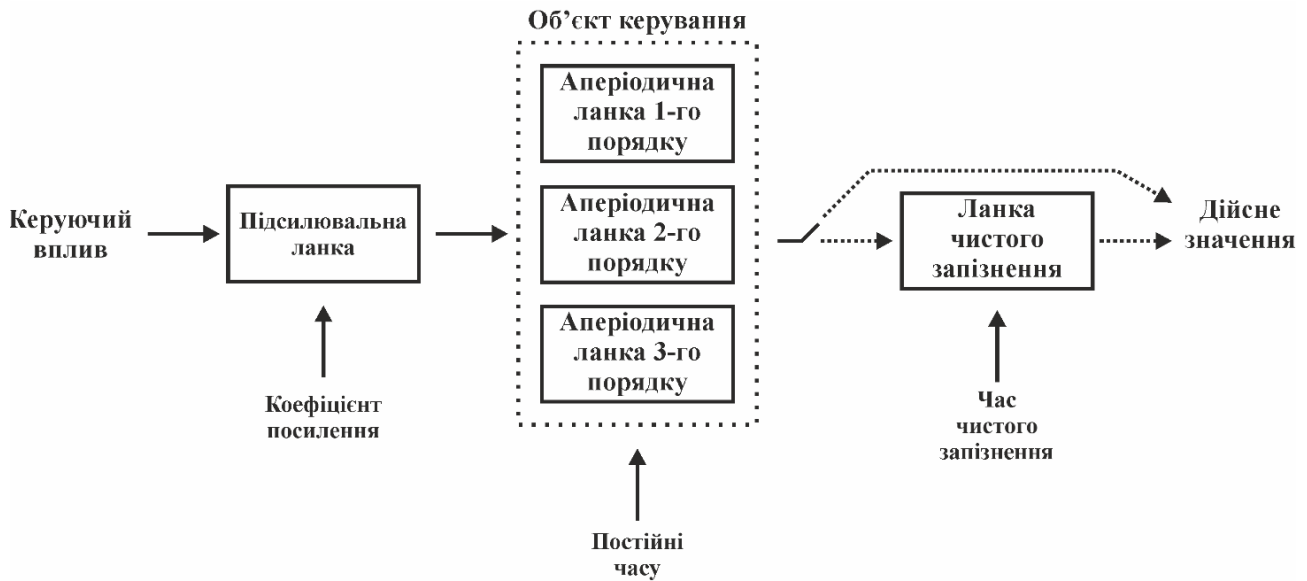 Об’єкт керування
Аперіодична
ланка 1-го
порядку
Керуючий
вплив
Підсилювальна
ланка
Аперіодична
ланка 2-го
порядку
Ланка
чистого
запізнення
Дійсне
значення
Аперіодична
ланка 3-го
порядку
Коефіцієнт
посилення
Час
чистого
запізнення
Постійні
часу